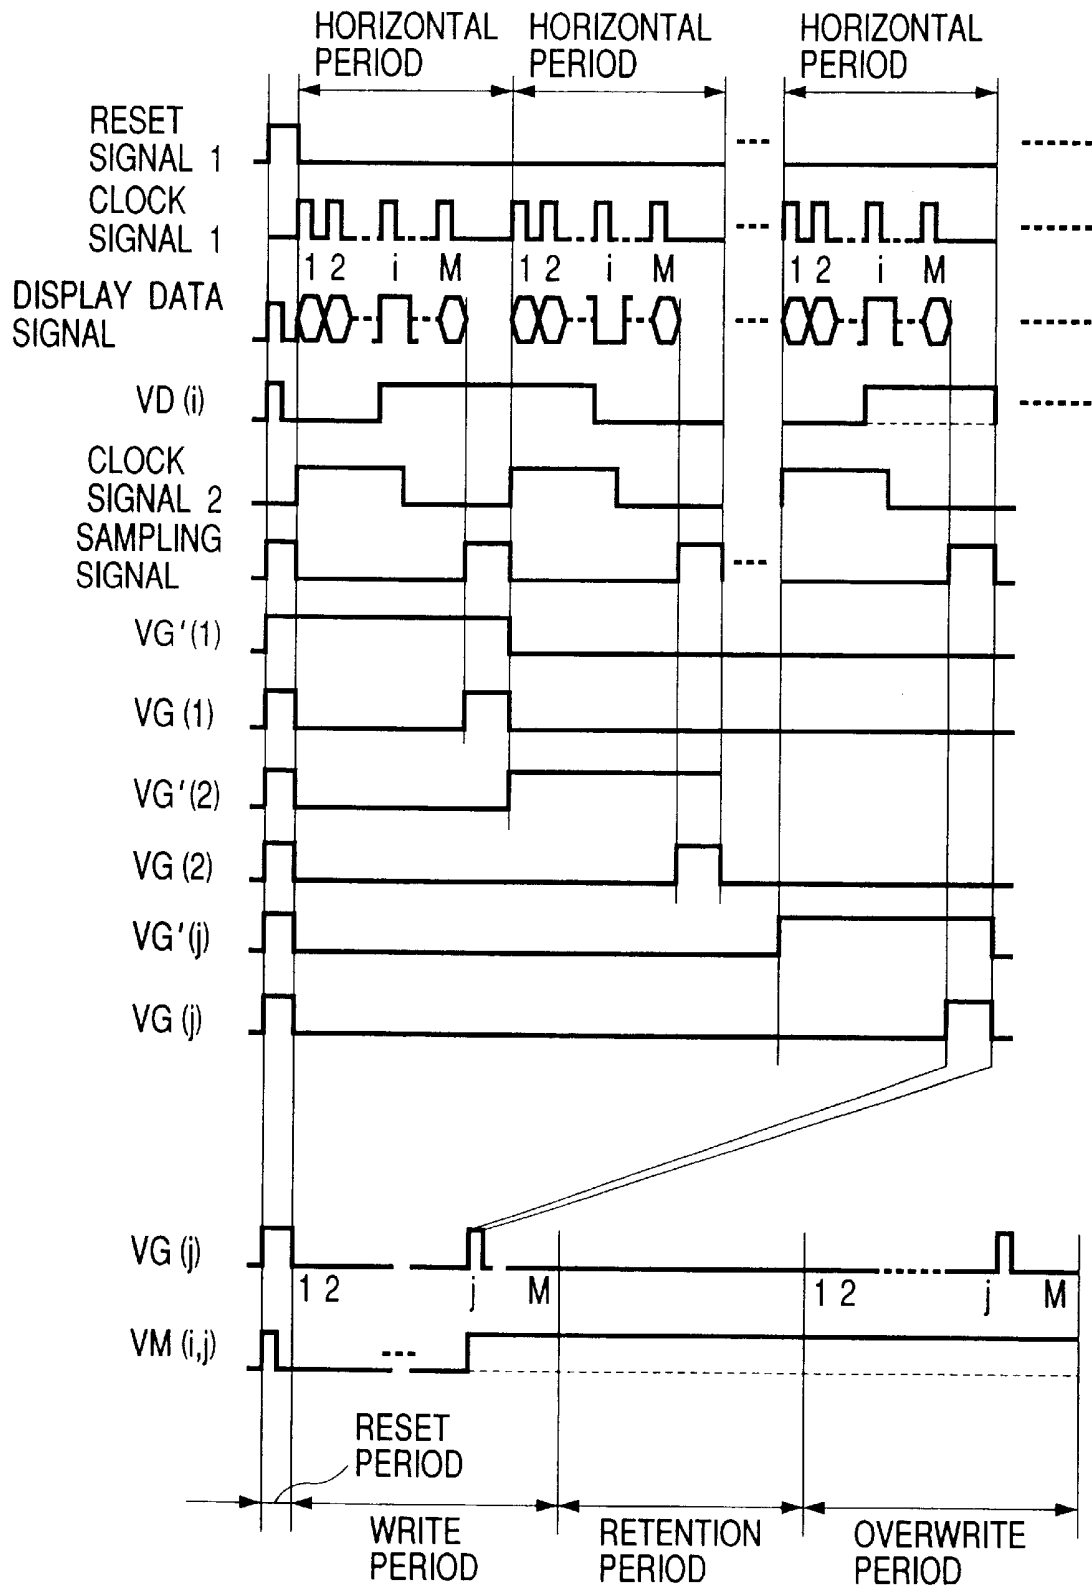 HORIZONTAL PERIOD
HORIZONTAL PERIOD
HORIZONTAL PERIOD
RESET SIGNAL 1
CLOCK SIGNAL 1
1 2 i M
1 2 i M
1 2 i M
DISPLAY DATA SIGNAL
VD (i)
CLOCK SIGNAL 2
SAMPLING SIGNAL
VG'(1)
VG (1)
VG'(2)
VG (2)
VG'(j)
VG (j)
VG (j)
1 2 j M
1 2 j M
VM (i,j)
RESET PERIOD
WRITE PERIOD
RETENTION PERIOD
OVERWRITE PERIOD